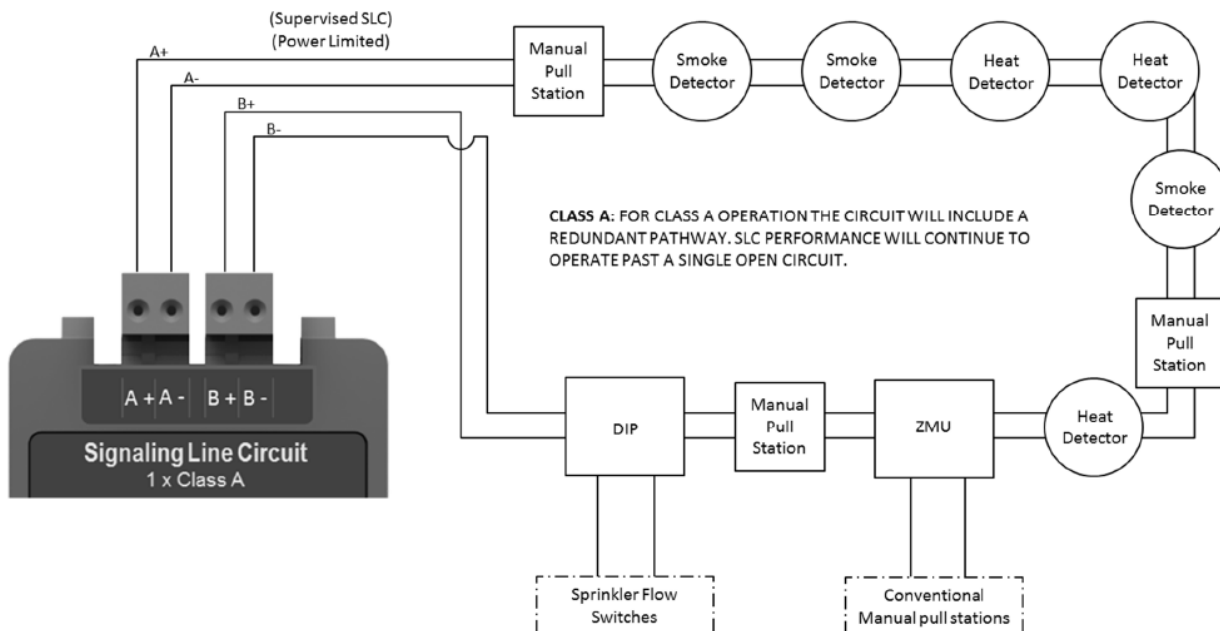 (Supervised SLC)
(Power Limited)
A+
A-
B+
B-
Manual
Pull
Station
Smoke
Detector
Smoke
Detector
Heat
Detector
Heat
Detector
Smoke
Detector
CLASS A: FOR CLASS A OPERATION THE CIRCUIT WILL INCLUDE A
REDUNDANT PATHWAY. SLC PERFORMANCE WILL CONTINUE TO
OPERATE PAST A SINGLE OPEN CIRCUIT.
Manual
Pull
Station
Heat
Detector
ZMU
Manual
Pull
Station
DIP
A + A - B + B -
Signaling Line Circuit
1 x Class A
Sprinkler Flow
Switches
Conventional
Manual pull stations